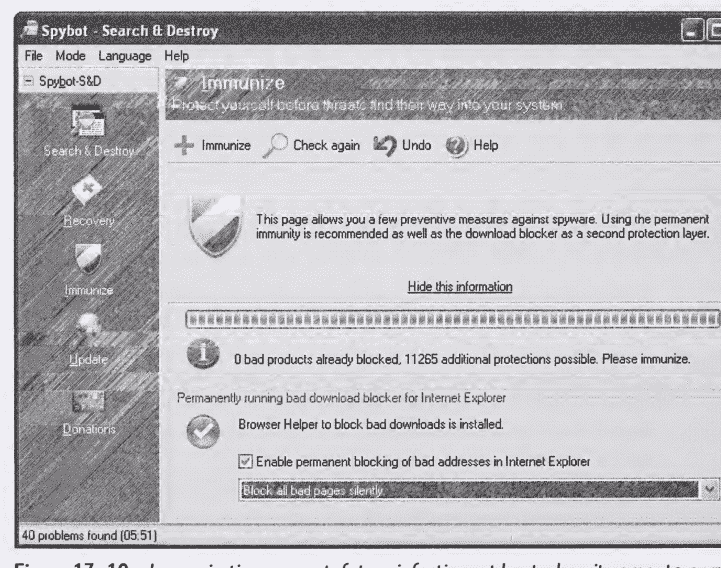 Spybot - Search & Destroy
File Mode Language Help
Spybot-S&D
Immunize
Protect yourself before threats find their way into your system
Search & Destroy
Immunize Check again Undo Help
Recovery
This page allows you a few preventive measures against spyware. Using the permanent
immunity is recommended as well as the download blocker as a second protection layer.
Immunize
Hide this information
Update
0 bad products already blocked, 11265 additional protections possible. Please immunize.
Permanently running bad download blocker for Internet Explorer
Donations
Browser Helper to block bad downloads is installed.
Enable permanent blocking of bad addresses in Internet Explorer
Block all bad pages silently
40 problems found (05:51)